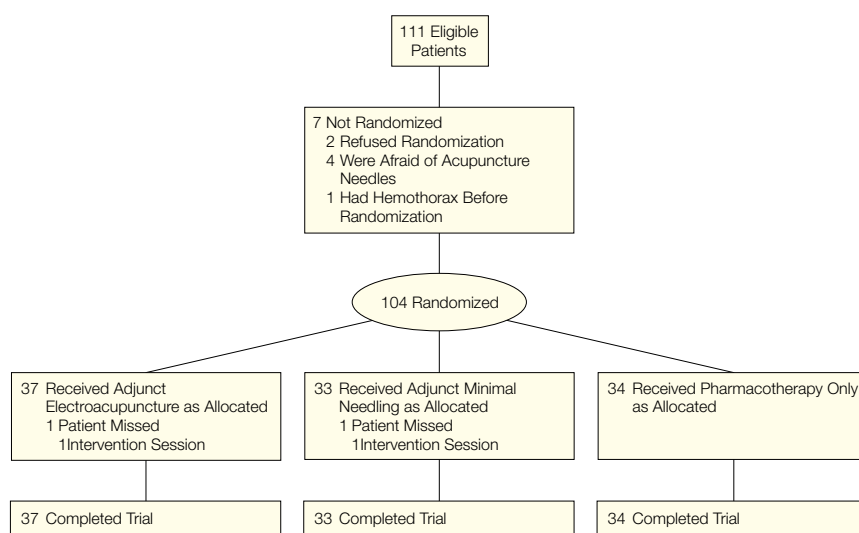 111 Eligible
Patients
7 Not Randomized
2 Refused Randomization
4 Were Afraid of Acupuncture
Needles
1 Had Hemothorax Before
Randomization
104 Randomized
37 Received Adjunct
Electroacupuncture as Allocated
1 Patient Missed
1Intervention Session
33 Received Adjunct Minimal
Needling as Allocated
1 Patient Missed
1Intervention Session
34 Received Pharmacotherapy Only
as Allocated
37 Completed Trial
33 Completed Trial
34 Completed Trial